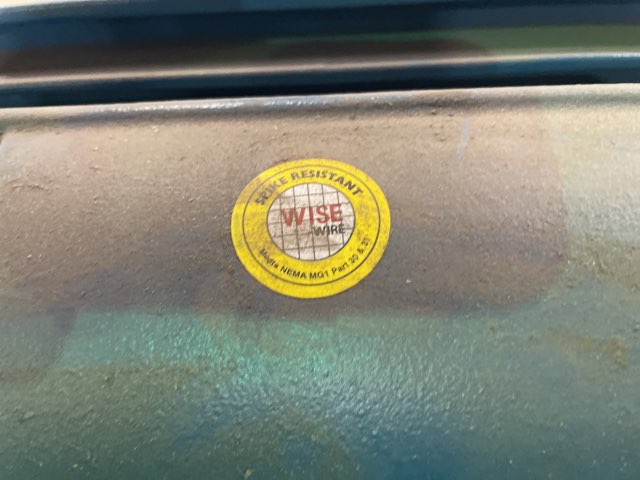 SPIKE RESISTANT
WISE
WIRE
Meets NEMA MG1 Part 30 & 31